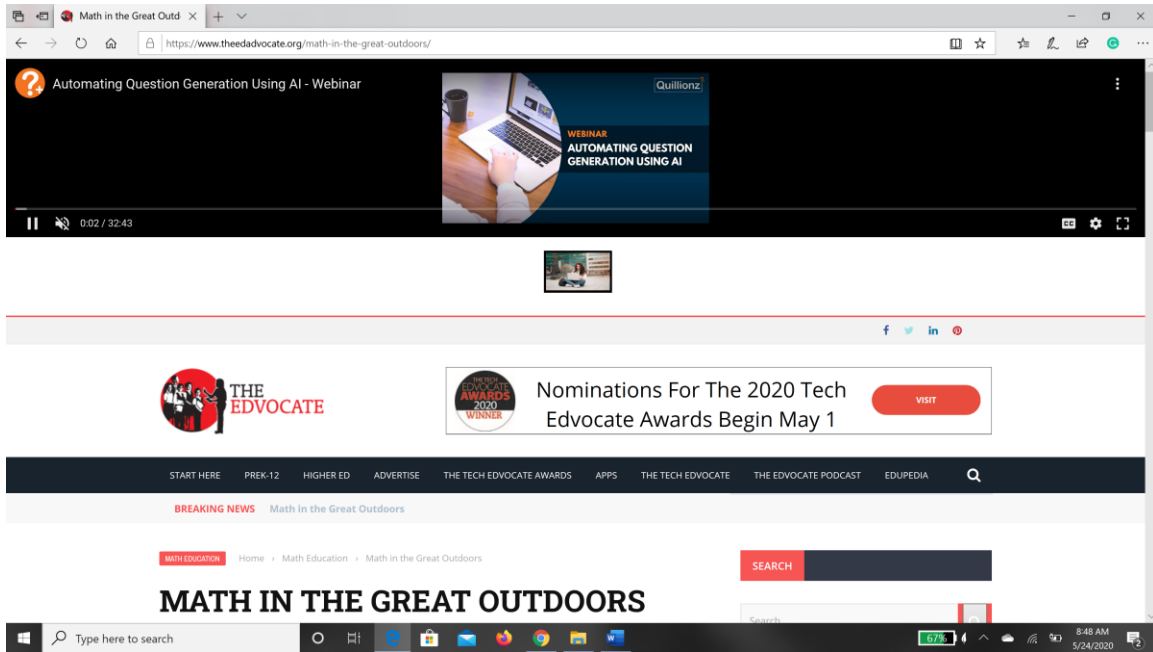 Math in the Great Outd
https://www.theedadvocate.org/math-in-the-great-outdoors/
Automating Question Generation Using AI - Webinar
Quillionz
WEBINAR
AUTOMATING QUESTION
GENERATION USING AI
0:02 / 32:43
CC
THE
EDVOCATE
THE TECH
EDVOCATE
AWARDS
2020
WINNER
Nominations For The 2020 Tech
Edvocate Awards Begin May 1
VISIT
START HERE PREK-12 HIGHER ED ADVERTISE THE TECH EDVOCATE AWARDS APPS THE TECH EDVOCATE THE EDVOCATE PODCAST EDUPEDIA
BREAKING NEWS Math in the Great Outdoors
MATH EDUCATION Home › Math Education › Math in the Great Outdoors
SEARCH
MATH IN THE GREAT OUTDOORS
Search
Type here to search
67%
8:48 AM
5/24/2020